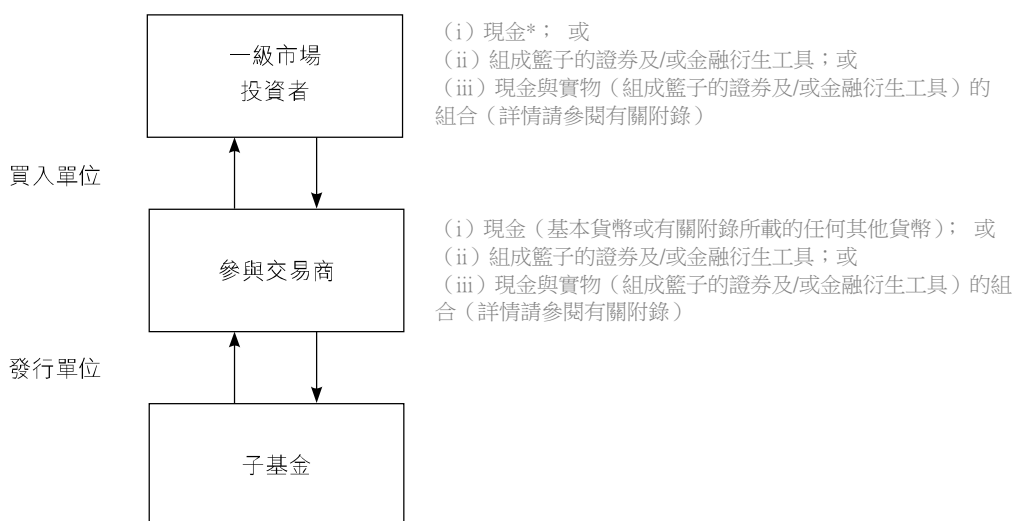 一級市場
投資者
（i）現金*； 或
（ii）組成籃子的證券及/或金融衍生工具；或
（iii）現金與實物（組成籃子的證券及/或金融衍生工具）的
組合（詳情請參閱有關附錄）
買入單位
參與交易商
（i）現金（基本貨幣或有關附錄所載的任何其他貨幣）； 或
（ii）組成籃子的證券及/或金融衍生工具；或
（iii）現金與實物（組成籃子的證券及/或金融衍生工具）的組
合（詳情請參閱有關附錄）
發行單位
子基金